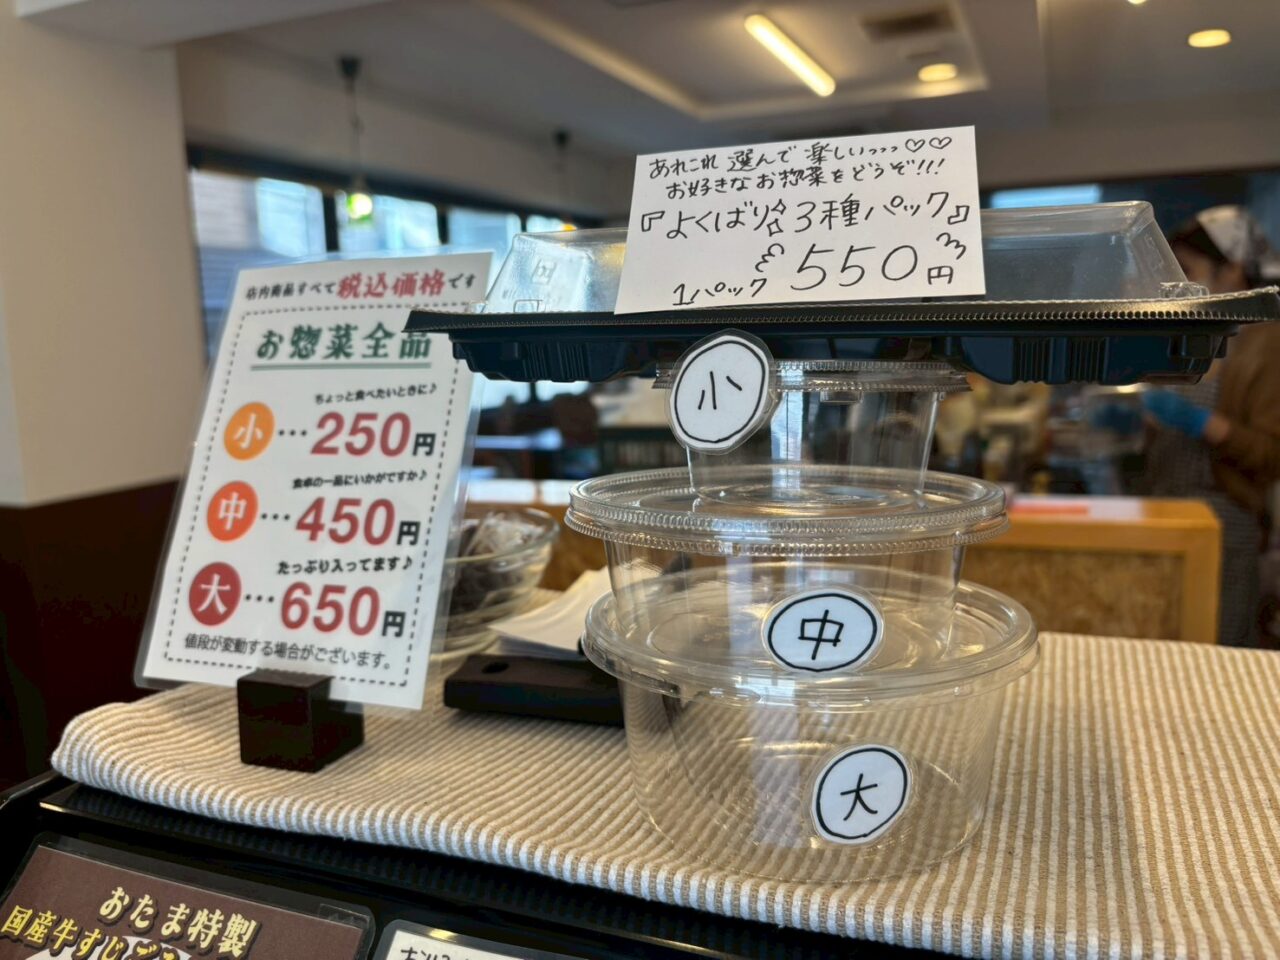 店内商品すべて税込価格です
お惣菜全品
ちょっと食べたいときに♪
小・・・250円
食卓の一品にいかがですか♪
中・・・450円
たっぷり入ってます♪
大・・・650円
値段が変動する場合がございます。
あれこれ選んで楽しいっっっ♡♡
お好きなお惣菜をどうぞ!!!
『よくばり✧3種パック』
1パック 550円
小
中
大
おたま特製
国産牛すじ